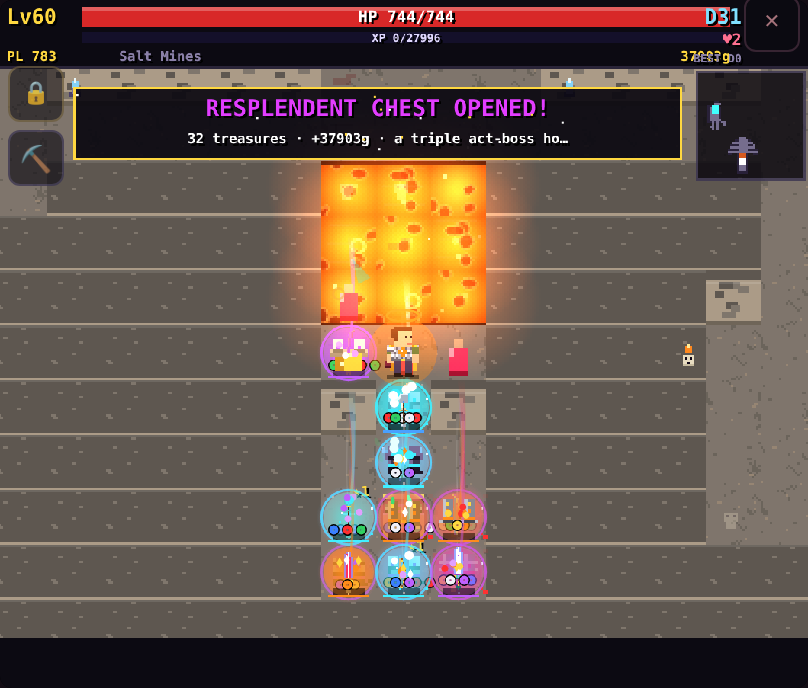 Lv60
HP 744/744
D31
XP 0/27996
♥2
PL 783
Salt Mines
RESPLENDENT CHEST OPENED!
32 treasures · +37903g · a triple act-boss ho…